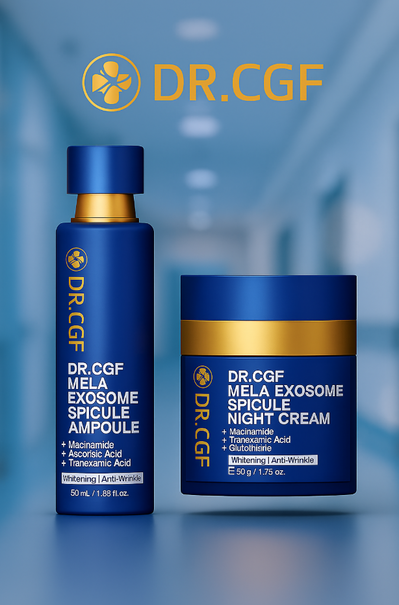 DR.CGF
DR.CGF
DR.CGF
MELA
EXOSOME
SPICULE
AMPOULE
+ Macinamide
+ Ascorlsic Acid
+ Tranexamic Acid
Whitening | Anti-Wrinkle
50 mL / 1.88 fl.oz.
DR.CGF
DR.CGF
MELA EXOSOME
SPICULE
NIGHT CREAM
+ Macinamide
+ Tranexamic Acid
+ Glutolhisrie
Whitening | Anti-Wrinkle
E 50 g / 1.75 oz.